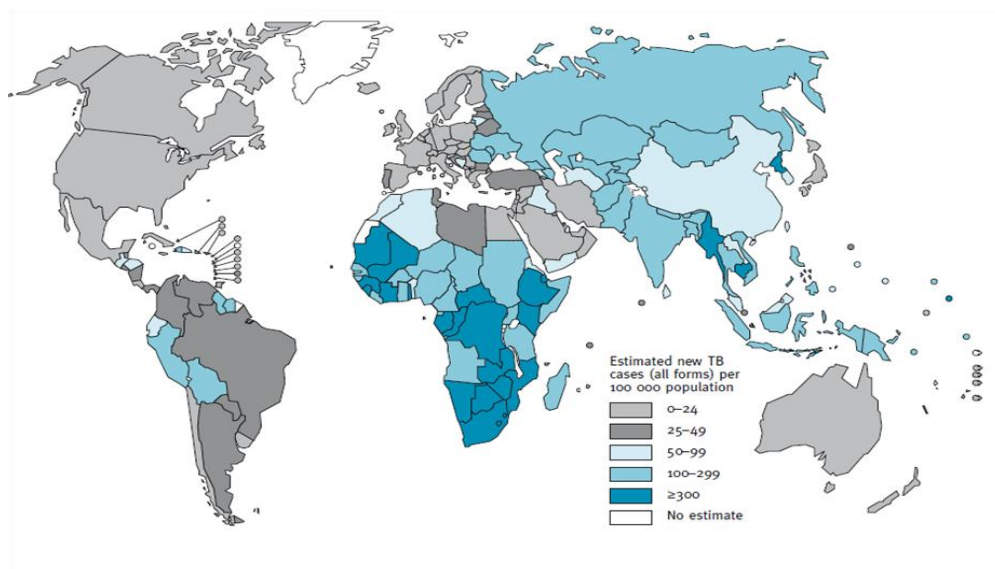 Estimated new TB
cases (all forms) per
100 000 population
0–24
25–49
50–99
100–299
≥300
No estimate